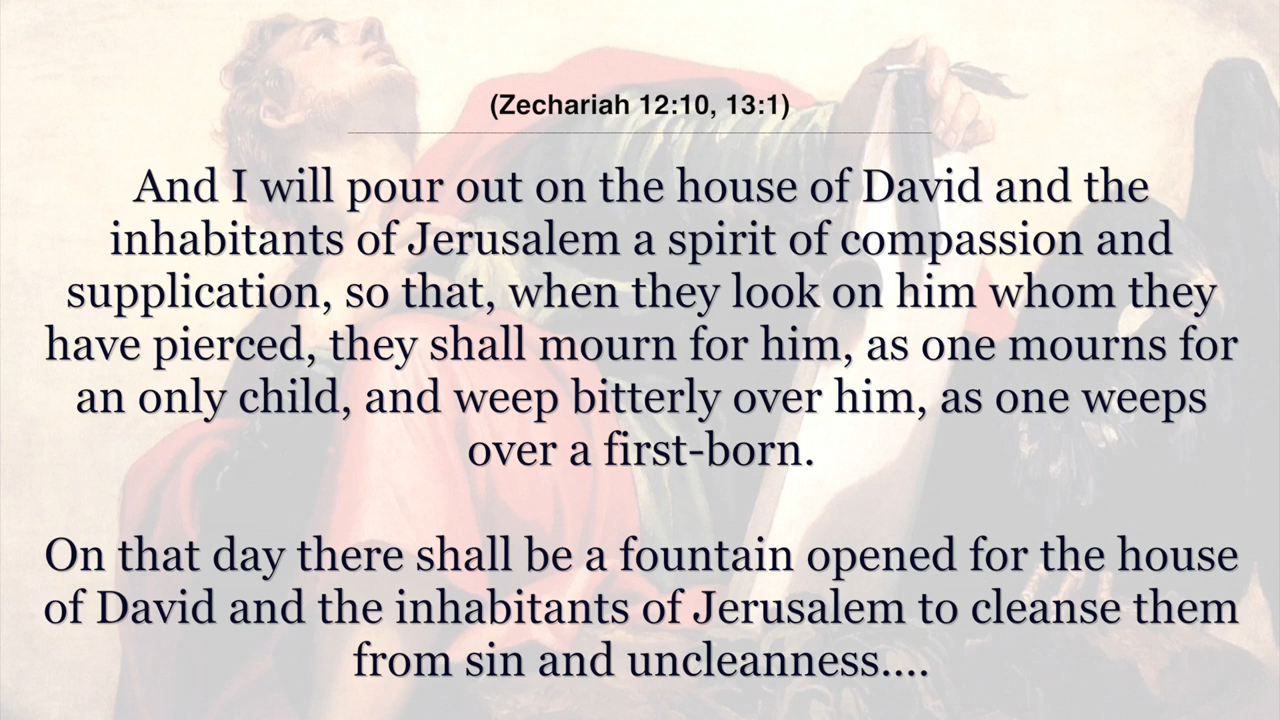 (Zechariah 12:10, 13:1)
And I will pour out on the house of David and the
inhabitants of Jerusalem a spirit of compassion and
supplication, so that, when they look on him whom they
have pierced, they shall mourn for him, as one mourns for
an only child, and weep bitterly over him, as one weeps
over a first-born.
On that day there shall be a fountain opened for the house
of David and the inhabitants of Jerusalem to cleanse them
from sin and uncleanness....